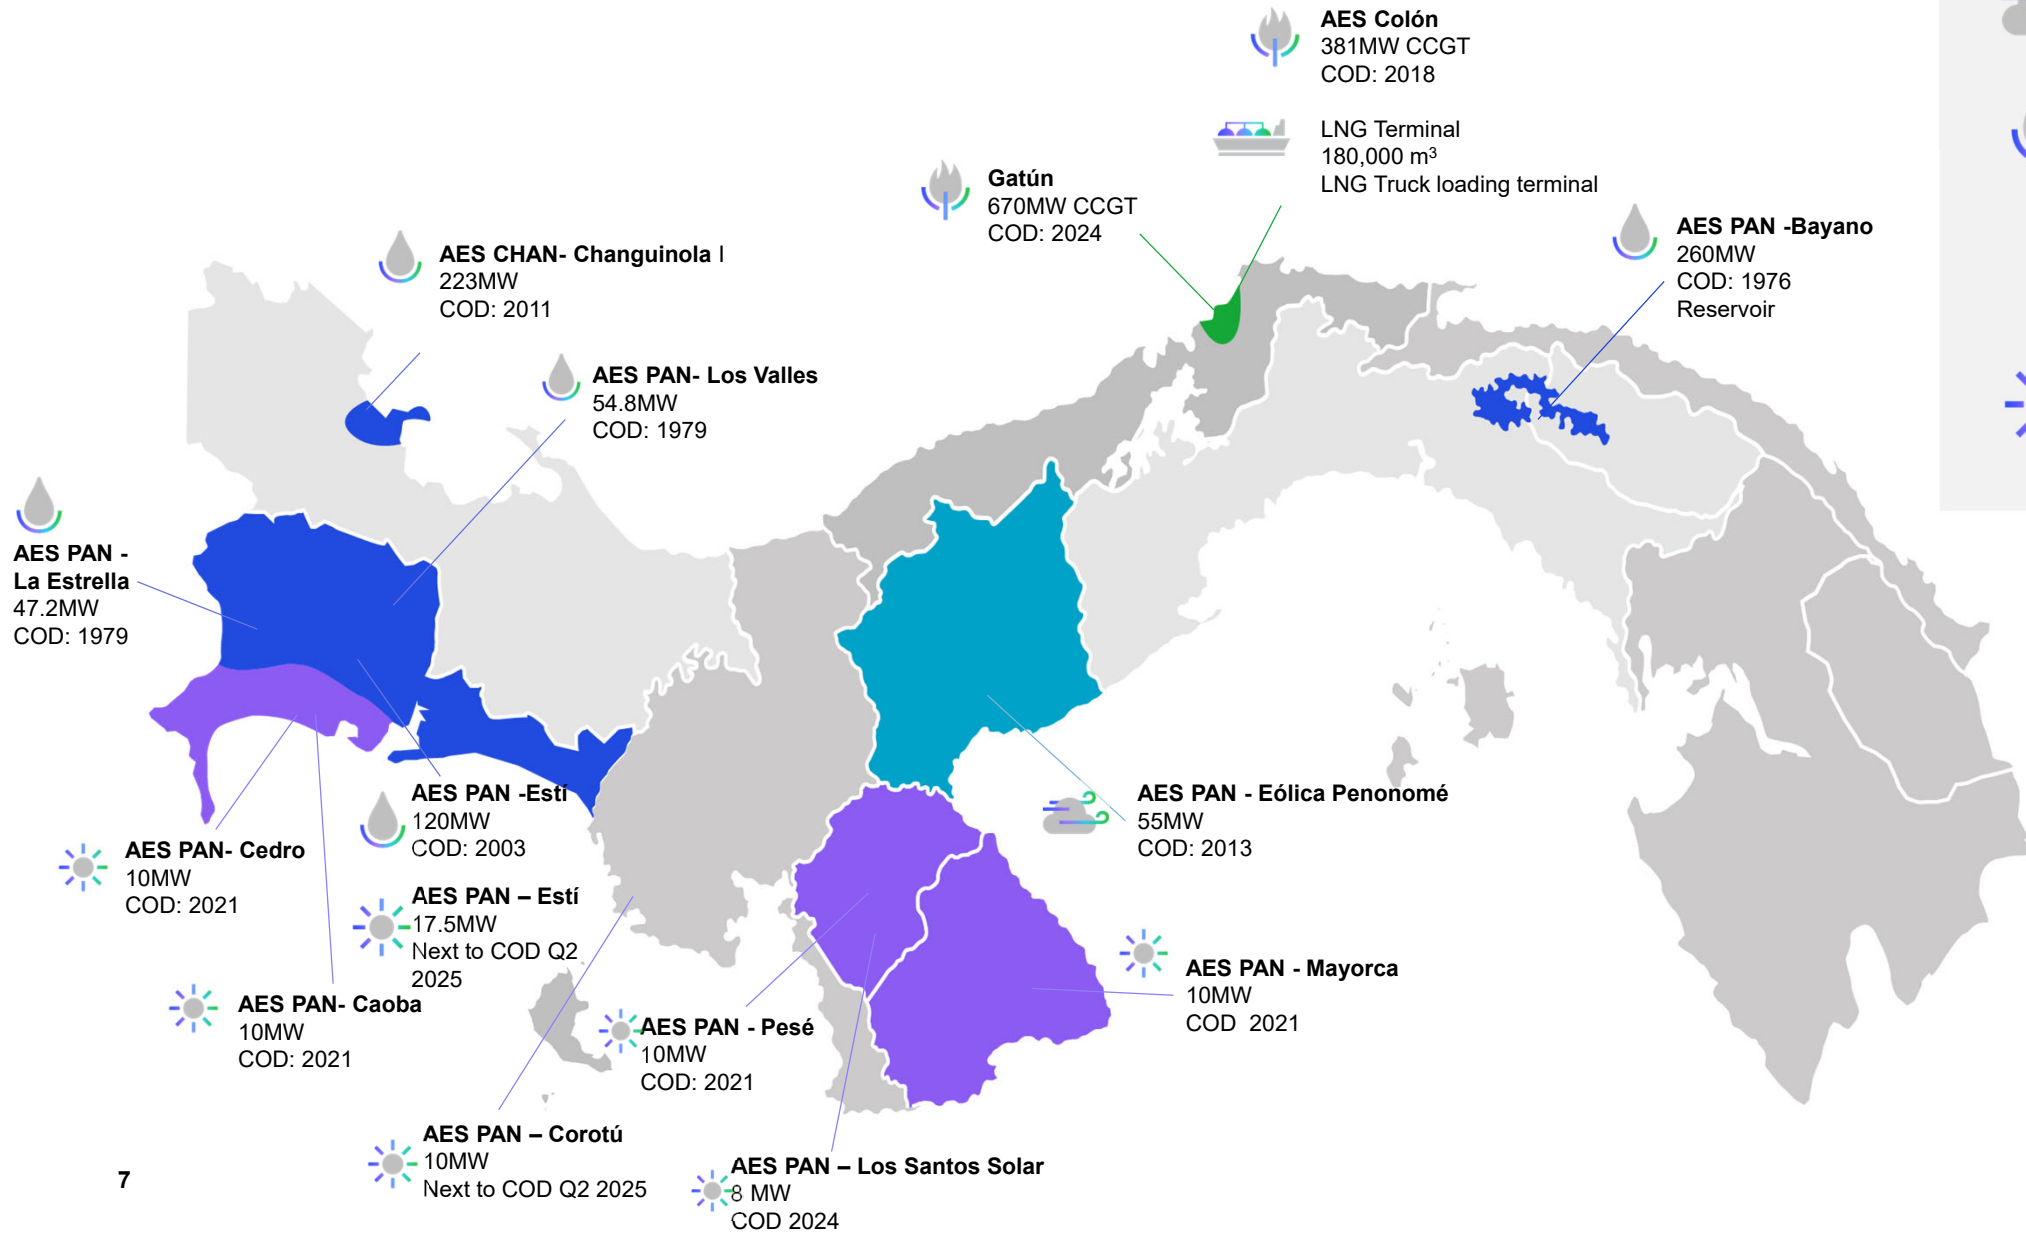 AES Colón
381MW CCGT
COD: 2018
LNG Terminal
180,000 m³
LNG Truck loading terminal
Gatún
670MW CCGT
COD: 2024
AES PAN -Bayano
260MW
COD: 1976
Reservoir
AES CHAN- Changuinola I
223MW
COD: 2011
AES PAN- Los Valles
54.8MW
COD: 1979
AES PAN -
La Estrella
47.2MW
COD: 1979
AES PAN -Estí
120MW
COD: 2003
AES PAN - Eólica Penonomé
55MW
COD: 2013
AES PAN- Cedro
10MW
COD: 2021
AES PAN – Estí
17.5MW
Next to COD Q2
2025
AES PAN - Mayorca
10MW
COD  2021
AES PAN- Caoba
10MW
COD: 2021
AES PAN - Pesé
10MW
COD: 2021
AES PAN – Corotú
10MW
Next to COD Q2 2025
AES PAN – Los Santos Solar
8 MW
COD 2024
7